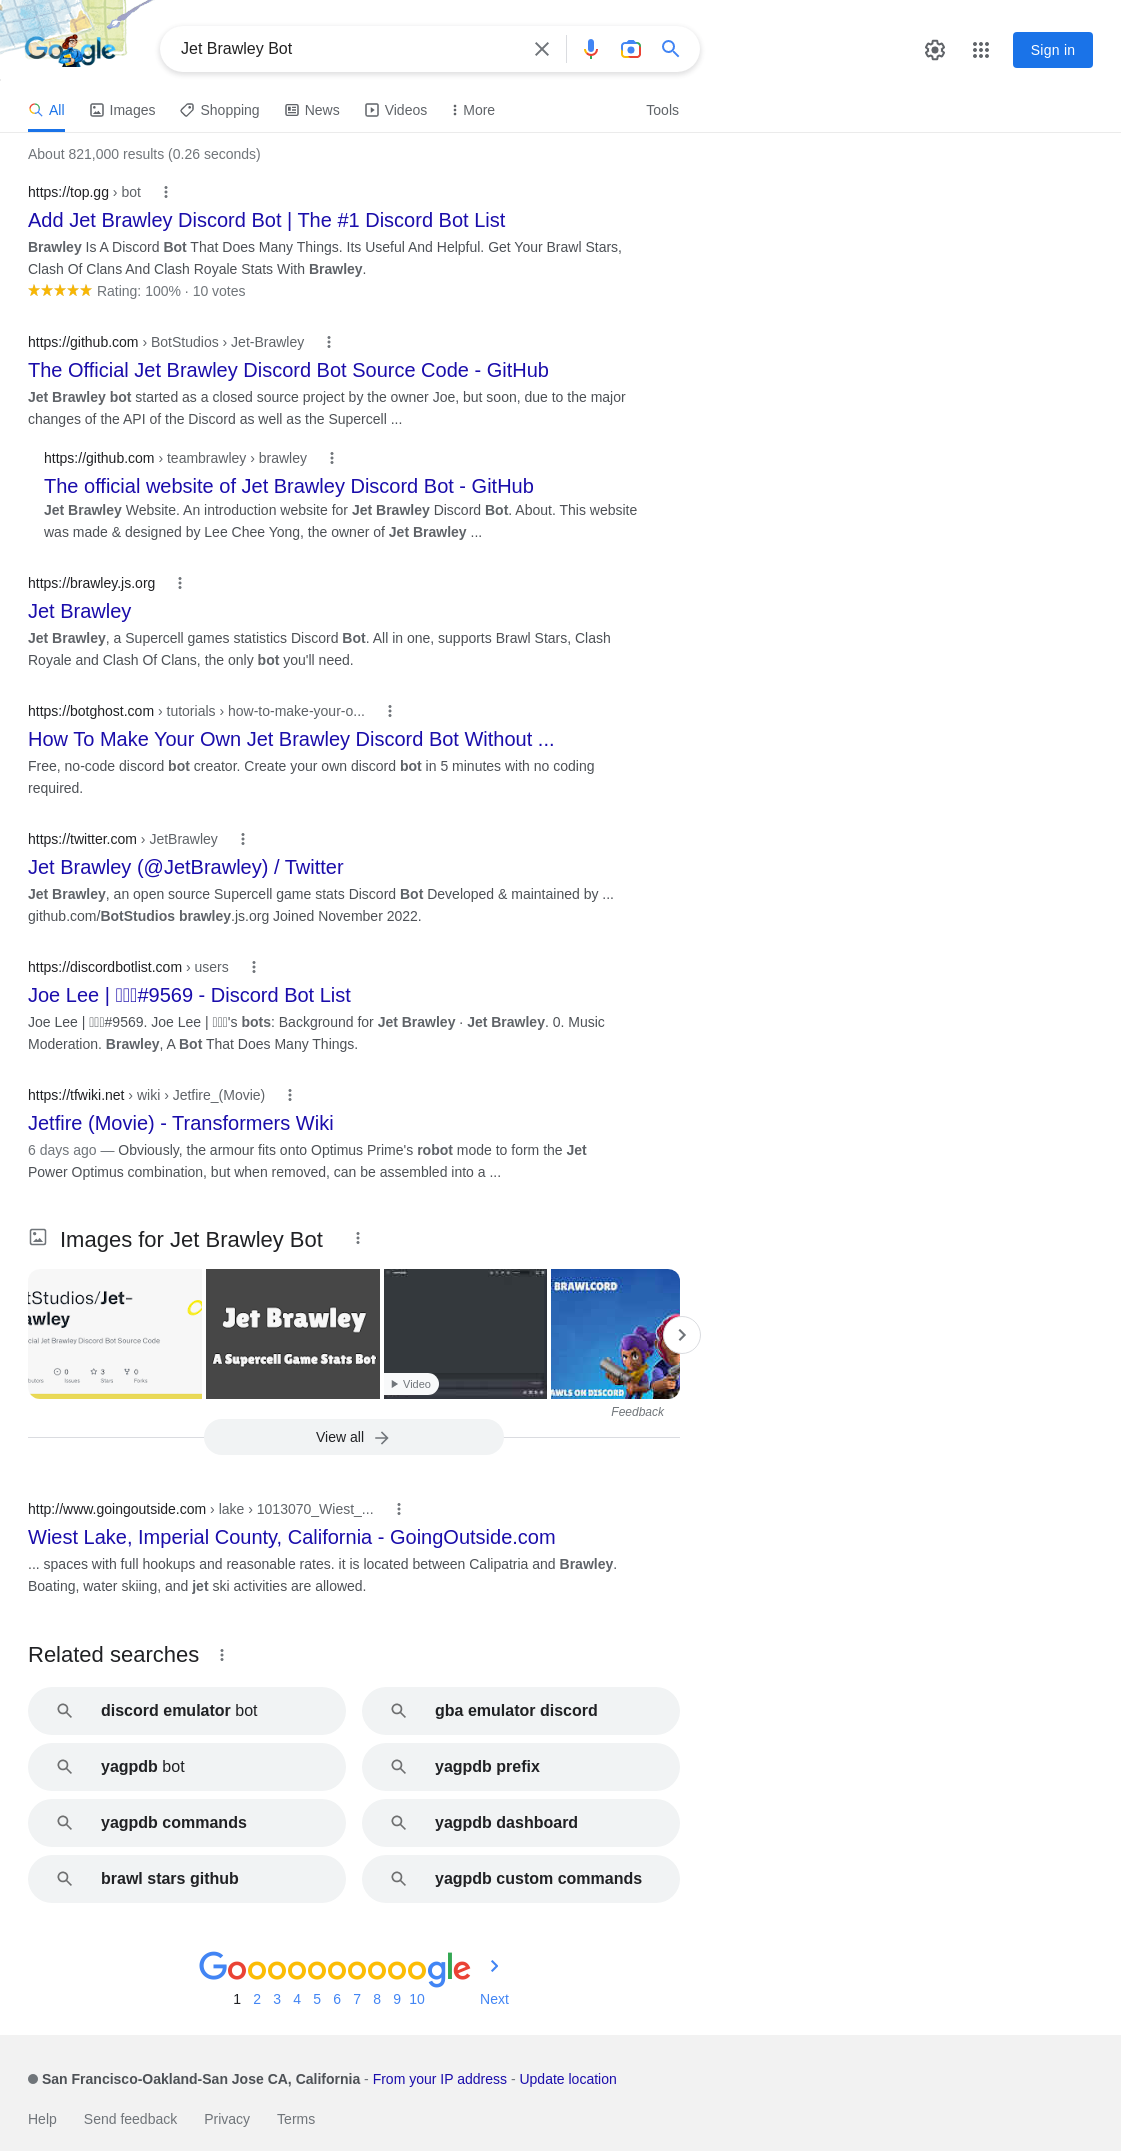 Google
Jet Brawley Bot
Sign in
All
Images
Shopping
News
Videos
More
Tools
About 821,000 results (0.26 seconds)
https://top.gg › bot
Add Jet Brawley Discord Bot | The #1 Discord Bot List
Brawley Is A Discord Bot That Does Many Things. Its Useful And Helpful. Get Your Brawl Stars,
Clash Of Clans And Clash Royale Stats With Brawley.
Rating: 100% · 10 votes
https://github.com › BotStudios › Jet-Brawley
The Official Jet Brawley Discord Bot Source Code - GitHub
Jet Brawley bot started as a closed source project by the owner Joe, but soon, due to the major
changes of the API of the Discord as well as the Supercell ...
https://github.com › teambrawley › brawley
The official website of Jet Brawley Discord Bot - GitHub
Jet Brawley Website. An introduction website for Jet Brawley Discord Bot. About. This website
was made & designed by Lee Chee Yong, the owner of Jet Brawley ...
https://brawley.js.org
Jet Brawley
Jet Brawley, a Supercell games statistics Discord Bot. All in one, supports Brawl Stars, Clash
Royale and Clash Of Clans, the only bot you'll need.
https://botghost.com › tutorials › how-to-make-your-o...
How To Make Your Own Jet Brawley Discord Bot Without ...
Free, no-code discord bot creator. Create your own discord bot in 5 minutes with no coding
required.
https://twitter.com › JetBrawley
Jet Brawley (@JetBrawley) / Twitter
Jet Brawley, an open source Supercell game stats Discord Bot Developed & maintained by ...
github.com/BotStudios brawley.js.org Joined November 2022.
https://discordbotlist.com › users
Joe Lee | #9569 - Discord Bot List
Joe Lee | #9569. Joe Lee | 's bots: Background for Jet Brawley · Jet Brawley. 0. Music
Moderation. Brawley, A Bot That Does Many Things.
https://tfwiki.net › wiki › Jetfire_(Movie)
Jetfire (Movie) - Transformers Wiki
6 days ago — Obviously, the armour fits onto Optimus Prime's robot mode to form the Jet
Power Optimus combination, but when removed, can be assembled into a ...
Images for Jet Brawley Bot
tStudios/Jet-
awley
cial Jet Brawley Discord Bot Source Code
0 3 0
Issues Stars Forks
Jet Brawley
A Supercell Game Stats Bot
Video
BRAWLCORD
AWLS ON DISCORD
Feedback
View all
http://www.goingoutside.com › lake › 1013070_Wiest_...
Wiest Lake, Imperial County, California - GoingOutside.com
... spaces with full hookups and reasonable rates. it is located between Calipatria and Brawley.
Boating, water skiing, and jet ski activities are allowed.
Related searches
discord emulator bot
gba emulator discord
yagpdb bot
yagpdb prefix
yagpdb commands
yagpdb dashboard
brawl stars github
yagpdb custom commands
Goooooooooogle
1 2 3 4 5 6 7 8 9 10 Next
San Francisco-Oakland-San Jose CA, California - From your IP address - Update location
Help Send feedback Privacy Terms